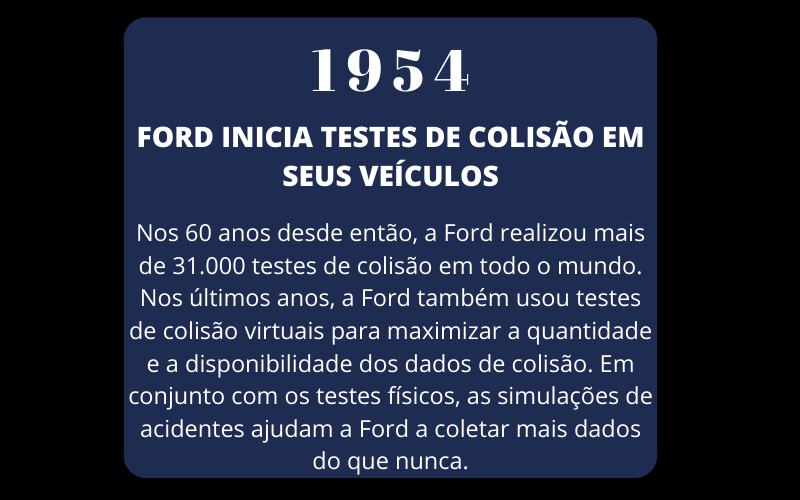 1954
FORD INICIA TESTES DE COLISÃO EM
SEUS VEÍCULOS
Nos 60 anos desde então, a Ford realizou mais
de 31.000 testes de colisão em todo o mundo.
Nos últimos anos, a Ford também usou testes
de colisão virtuais para maximizar a quantidade
e a disponibilidade dos dados de colisão. Em
conjunto com os testes físicos, as simulações de
acidentes ajudam a Ford a coletar mais dados
do que nunca.